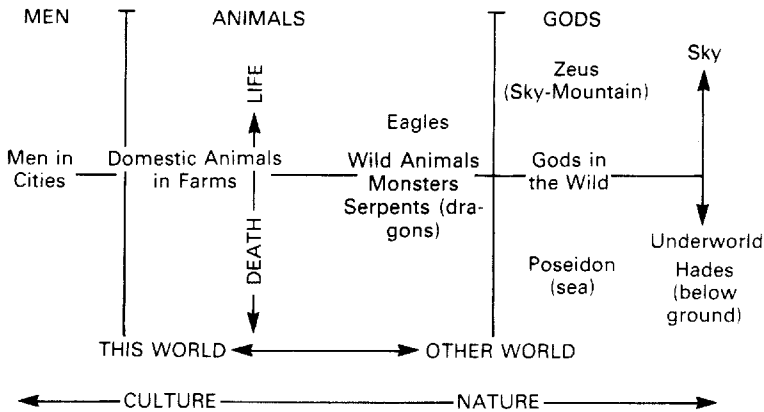 MEN ANIMALS GODS
Sky
Zeus
(Sky-Mountain)
LIFE
Eagles
Men in
Cities
Domestic Animals
in Farms
Wild Animals
Monsters
Serpents (dra-
gons)
Gods in
the Wild
DEATH
Underworld
Hades
(below
ground)
Poseidon
(sea)
THIS WORLD OTHER WORLD
CULTURE NATURE